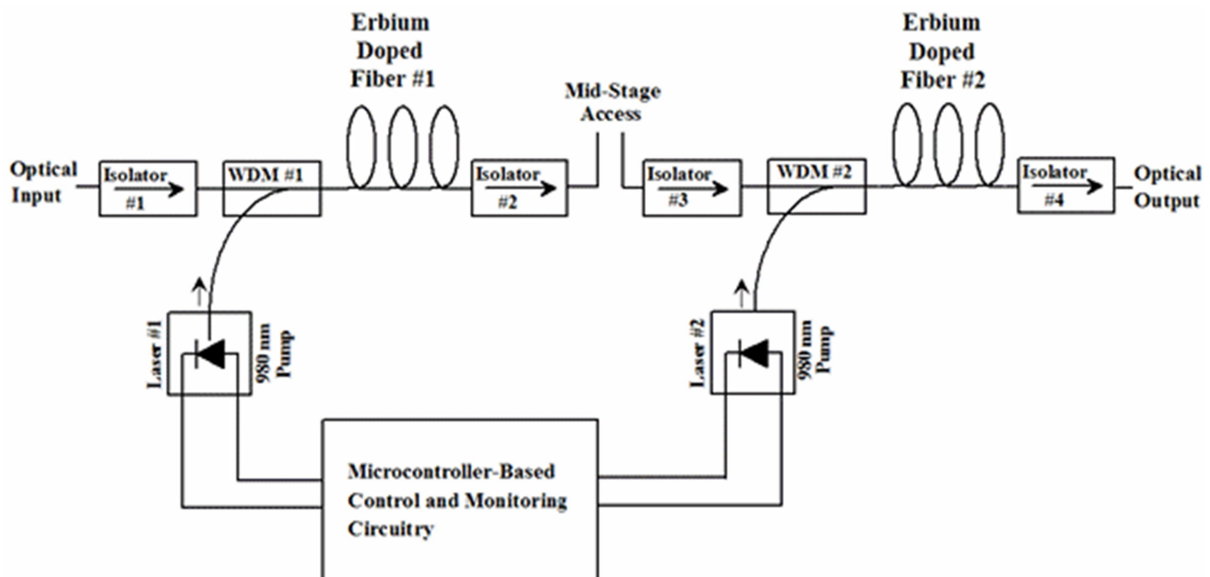 Erbium
Doped
Fiber #1
Erbium
Doped
Fiber #2
Mid-Stage
Access
Optical
Input
Isolator
#1
WDM #1
Isolator
#2
Isolator
#3
WDM #2
Isolator
#4
Optical
Output
Laser #1
980 nm
Pump
Laser #2
980 nm
Pump
Microcontroller-Based
Control and Monitoring
Circuitry